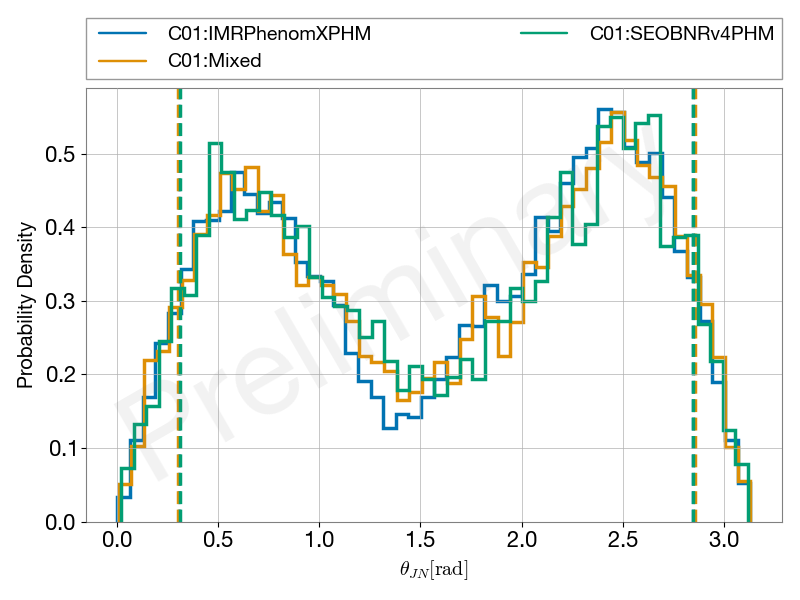 C01:IMRPhenomXPHM
C01:SEOBNRv4PHM
C01:Mixed
Preliminary
Probability Density
0.5
0.4
0.3
0.2
0.1
0.0
0.0 0.5 1.0 1.5 2.0 2.5 3.0
θ_JN[rad]